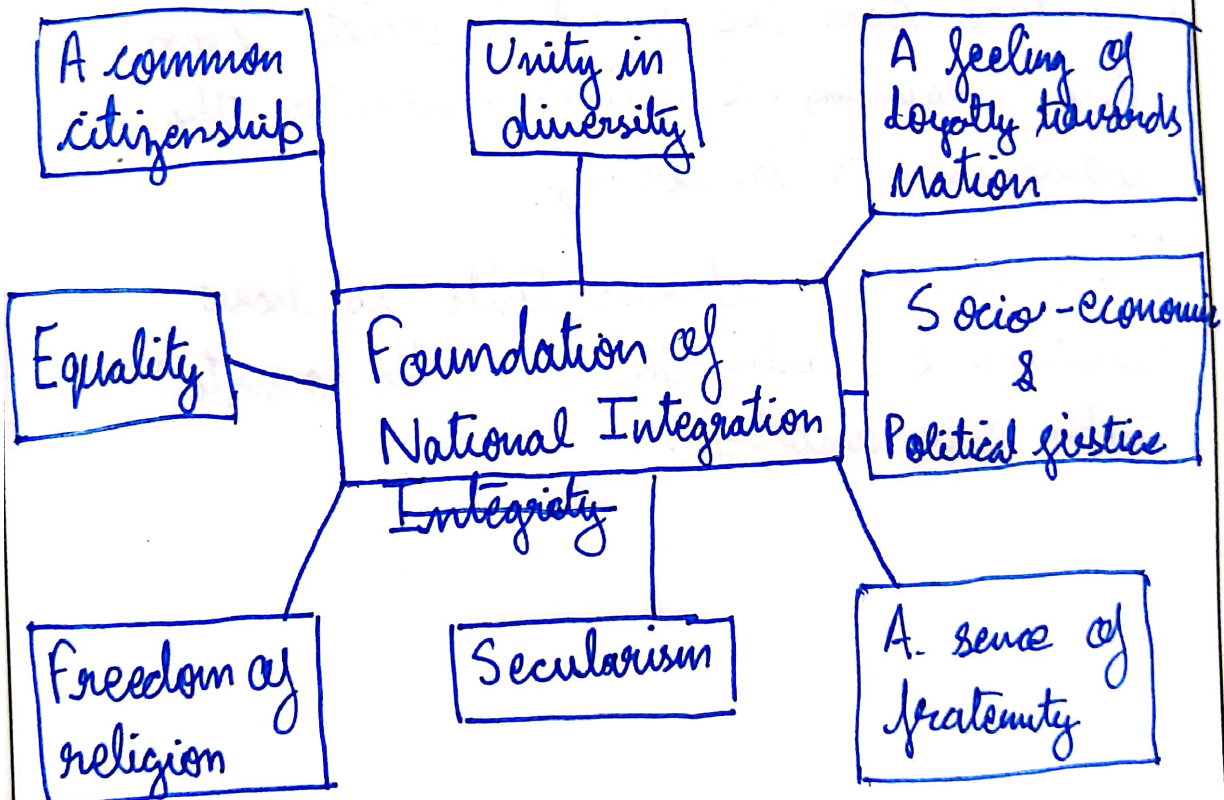 A common
citizenship
Unity in
diversity
A feeling of
Loyalty towards
Nation
Equality
Foundation of
National Integration
Integrity
Socio-economic
&
Political justice
Freedom of
religion
Secularism
A. sence of
fraternity